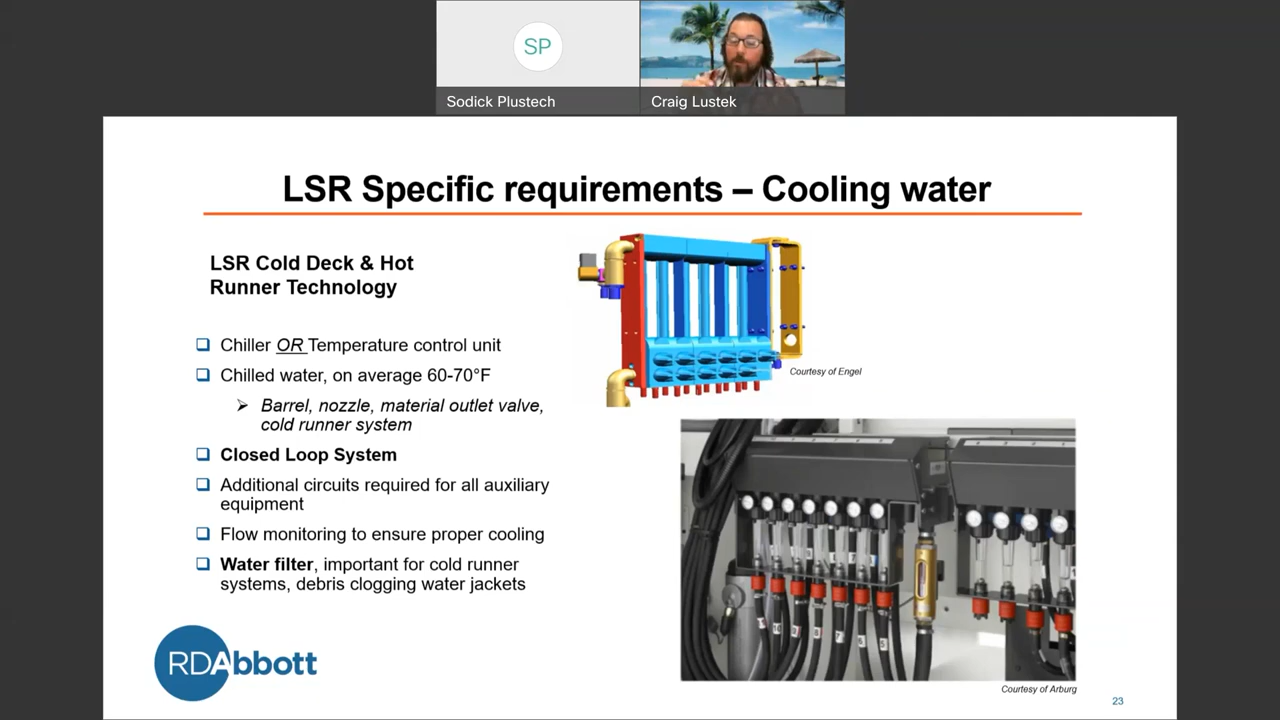 SP
Sodick Plustech
Craig Lustek
LSR Specific requirements – Cooling water
LSR Cold Deck & Hot
Runner Technology
❑ Chiller OR Temperature control unit
❑ Chilled water, on average 60-70°F
➢ Barrel, nozzle, material outlet valve,
cold runner system
❑ Closed Loop System
❑ Additional circuits required for all auxiliary
equipment
❑ Flow monitoring to ensure proper cooling
❑ Water filter, important for cold runner
systems, debris clogging water jackets
Courtesy of Engel
Courtesy of Arburg
RDAbbott
23